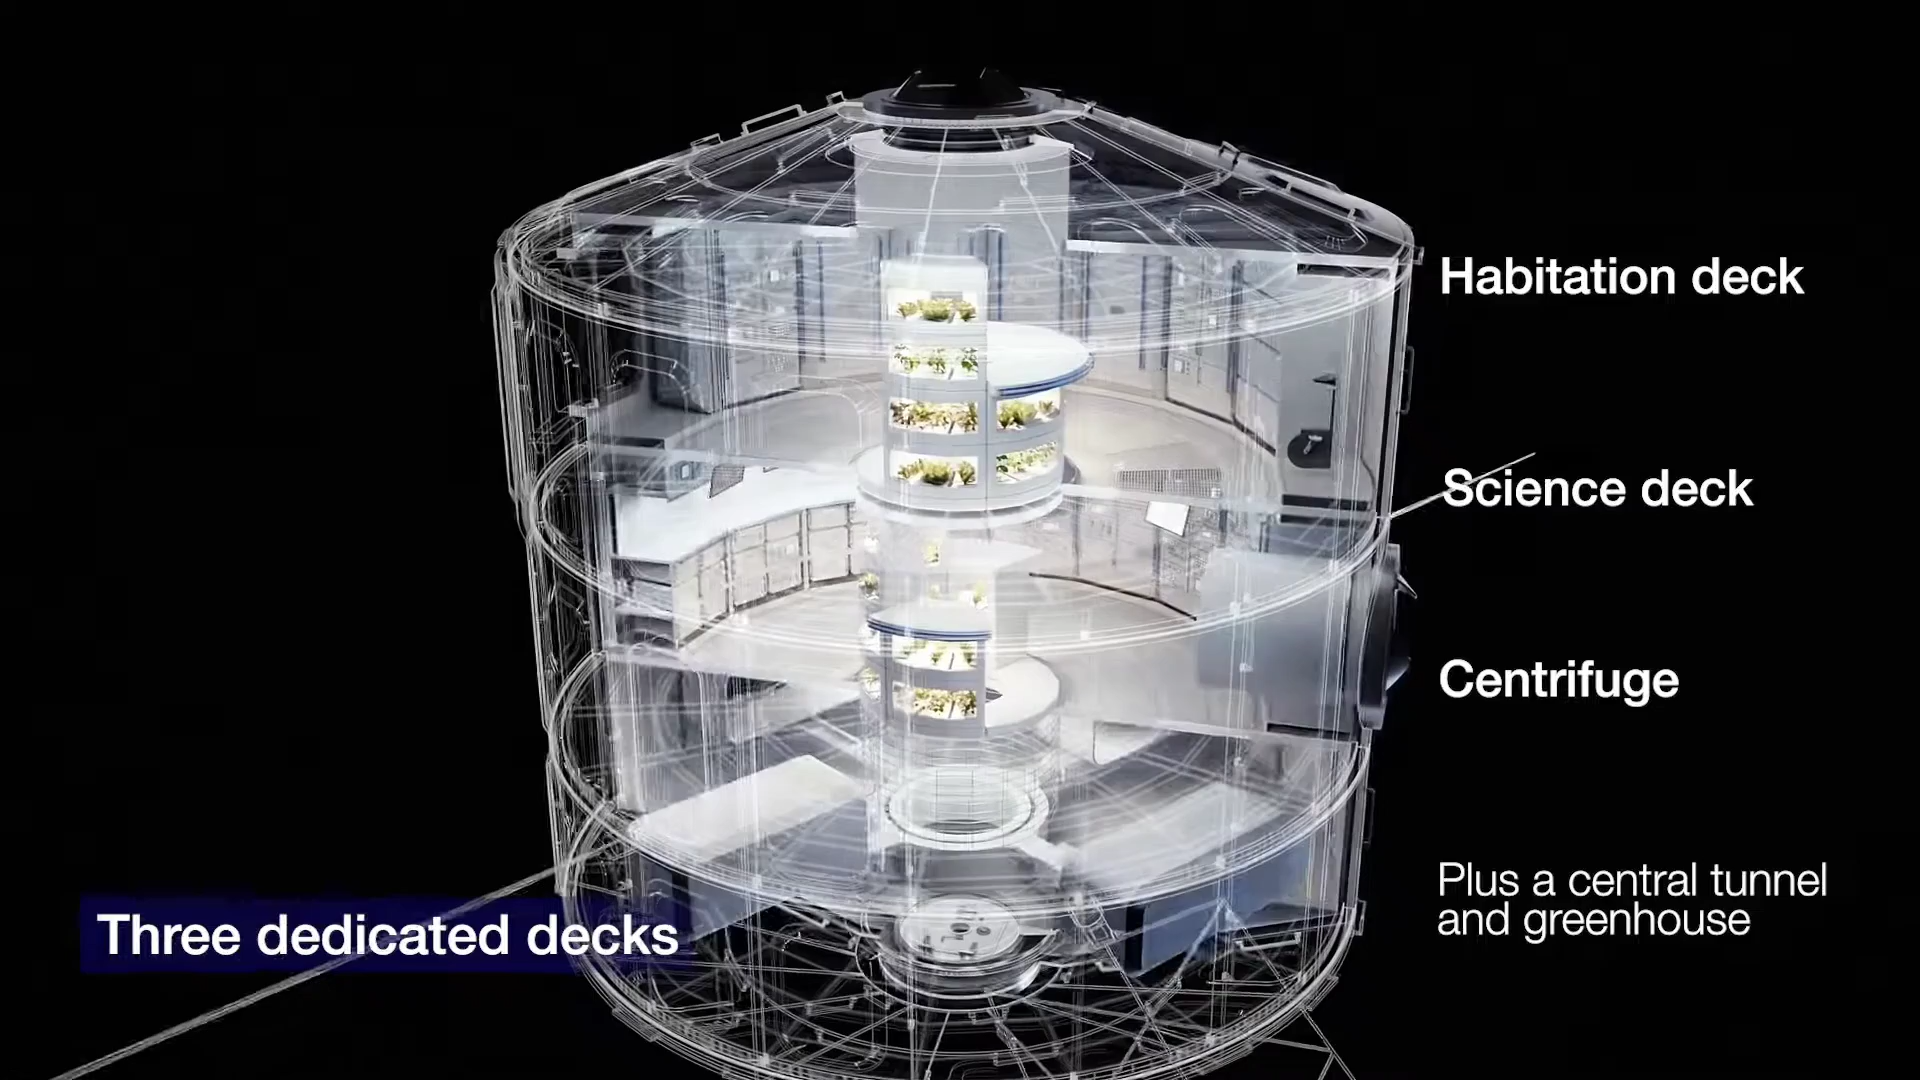 Habitation deck
Science deck
Centrifuge
Plus a central tunnel
and greenhouse
Three dedicated decks